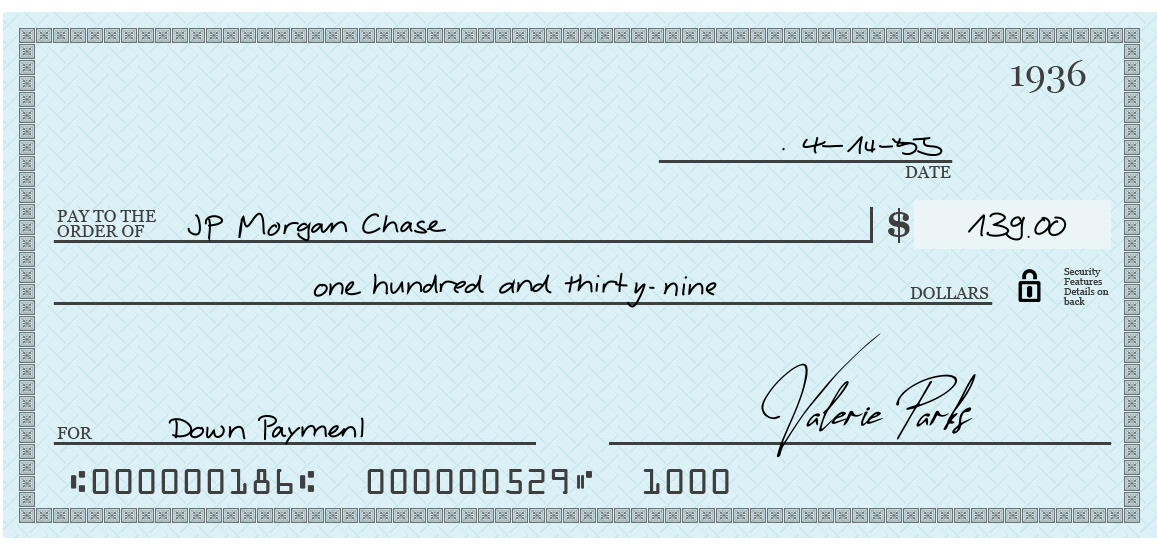 1936
4-14-55
DATE
PAY TO THE
ORDER OF JP Morgan Chase $ 139.00
one hundred and thirty-nine DOLLARS
Security
Features
Details on
back
Valerie Parks
FOR Down Payment
⑆000000186⑆ 000000529⑈ 1000